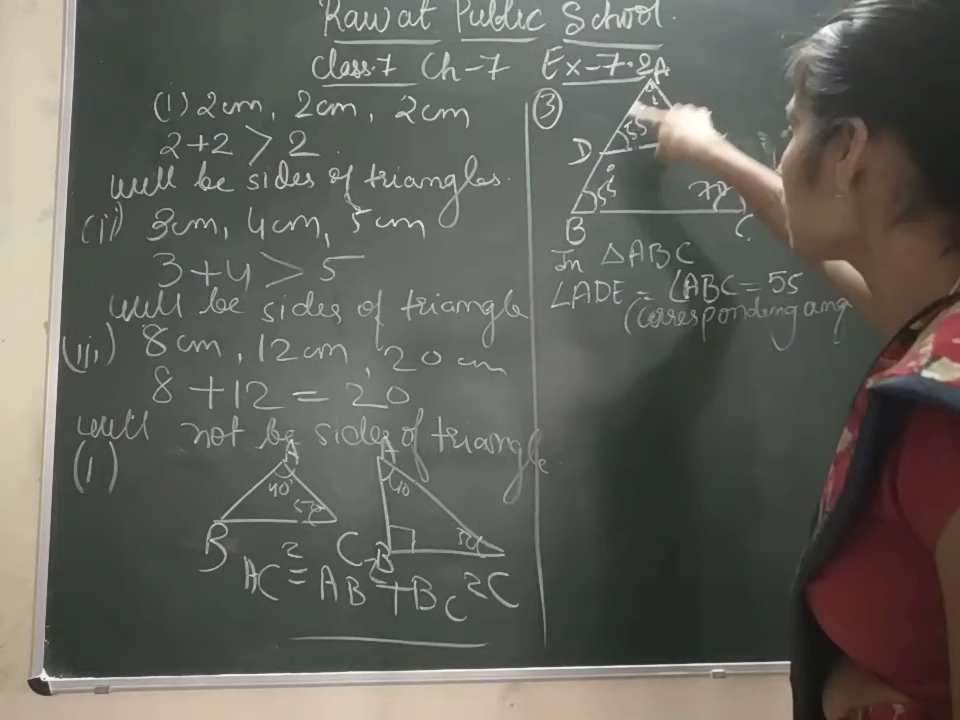 Rawat Public School.
Class-7 Ch-7 Ex-7.2
(i) 2cm, 2cm, 2cm
2+2 > 2
will be sides of triangles.
(ii) 3cm, 4cm, 5cm
3+4 > 5
will be sides of triangle
(iii) 8cm, 12cm, 20cm
8 + 12 = 20
will not be sides of triangle
(1)
A
40°
50°
B C
A
40
50
B C
AC² = AB² + BC²
3
A
D 55
55
B C
In △ABC
∠ADE = ∠ABC = 55
(corresponding ang